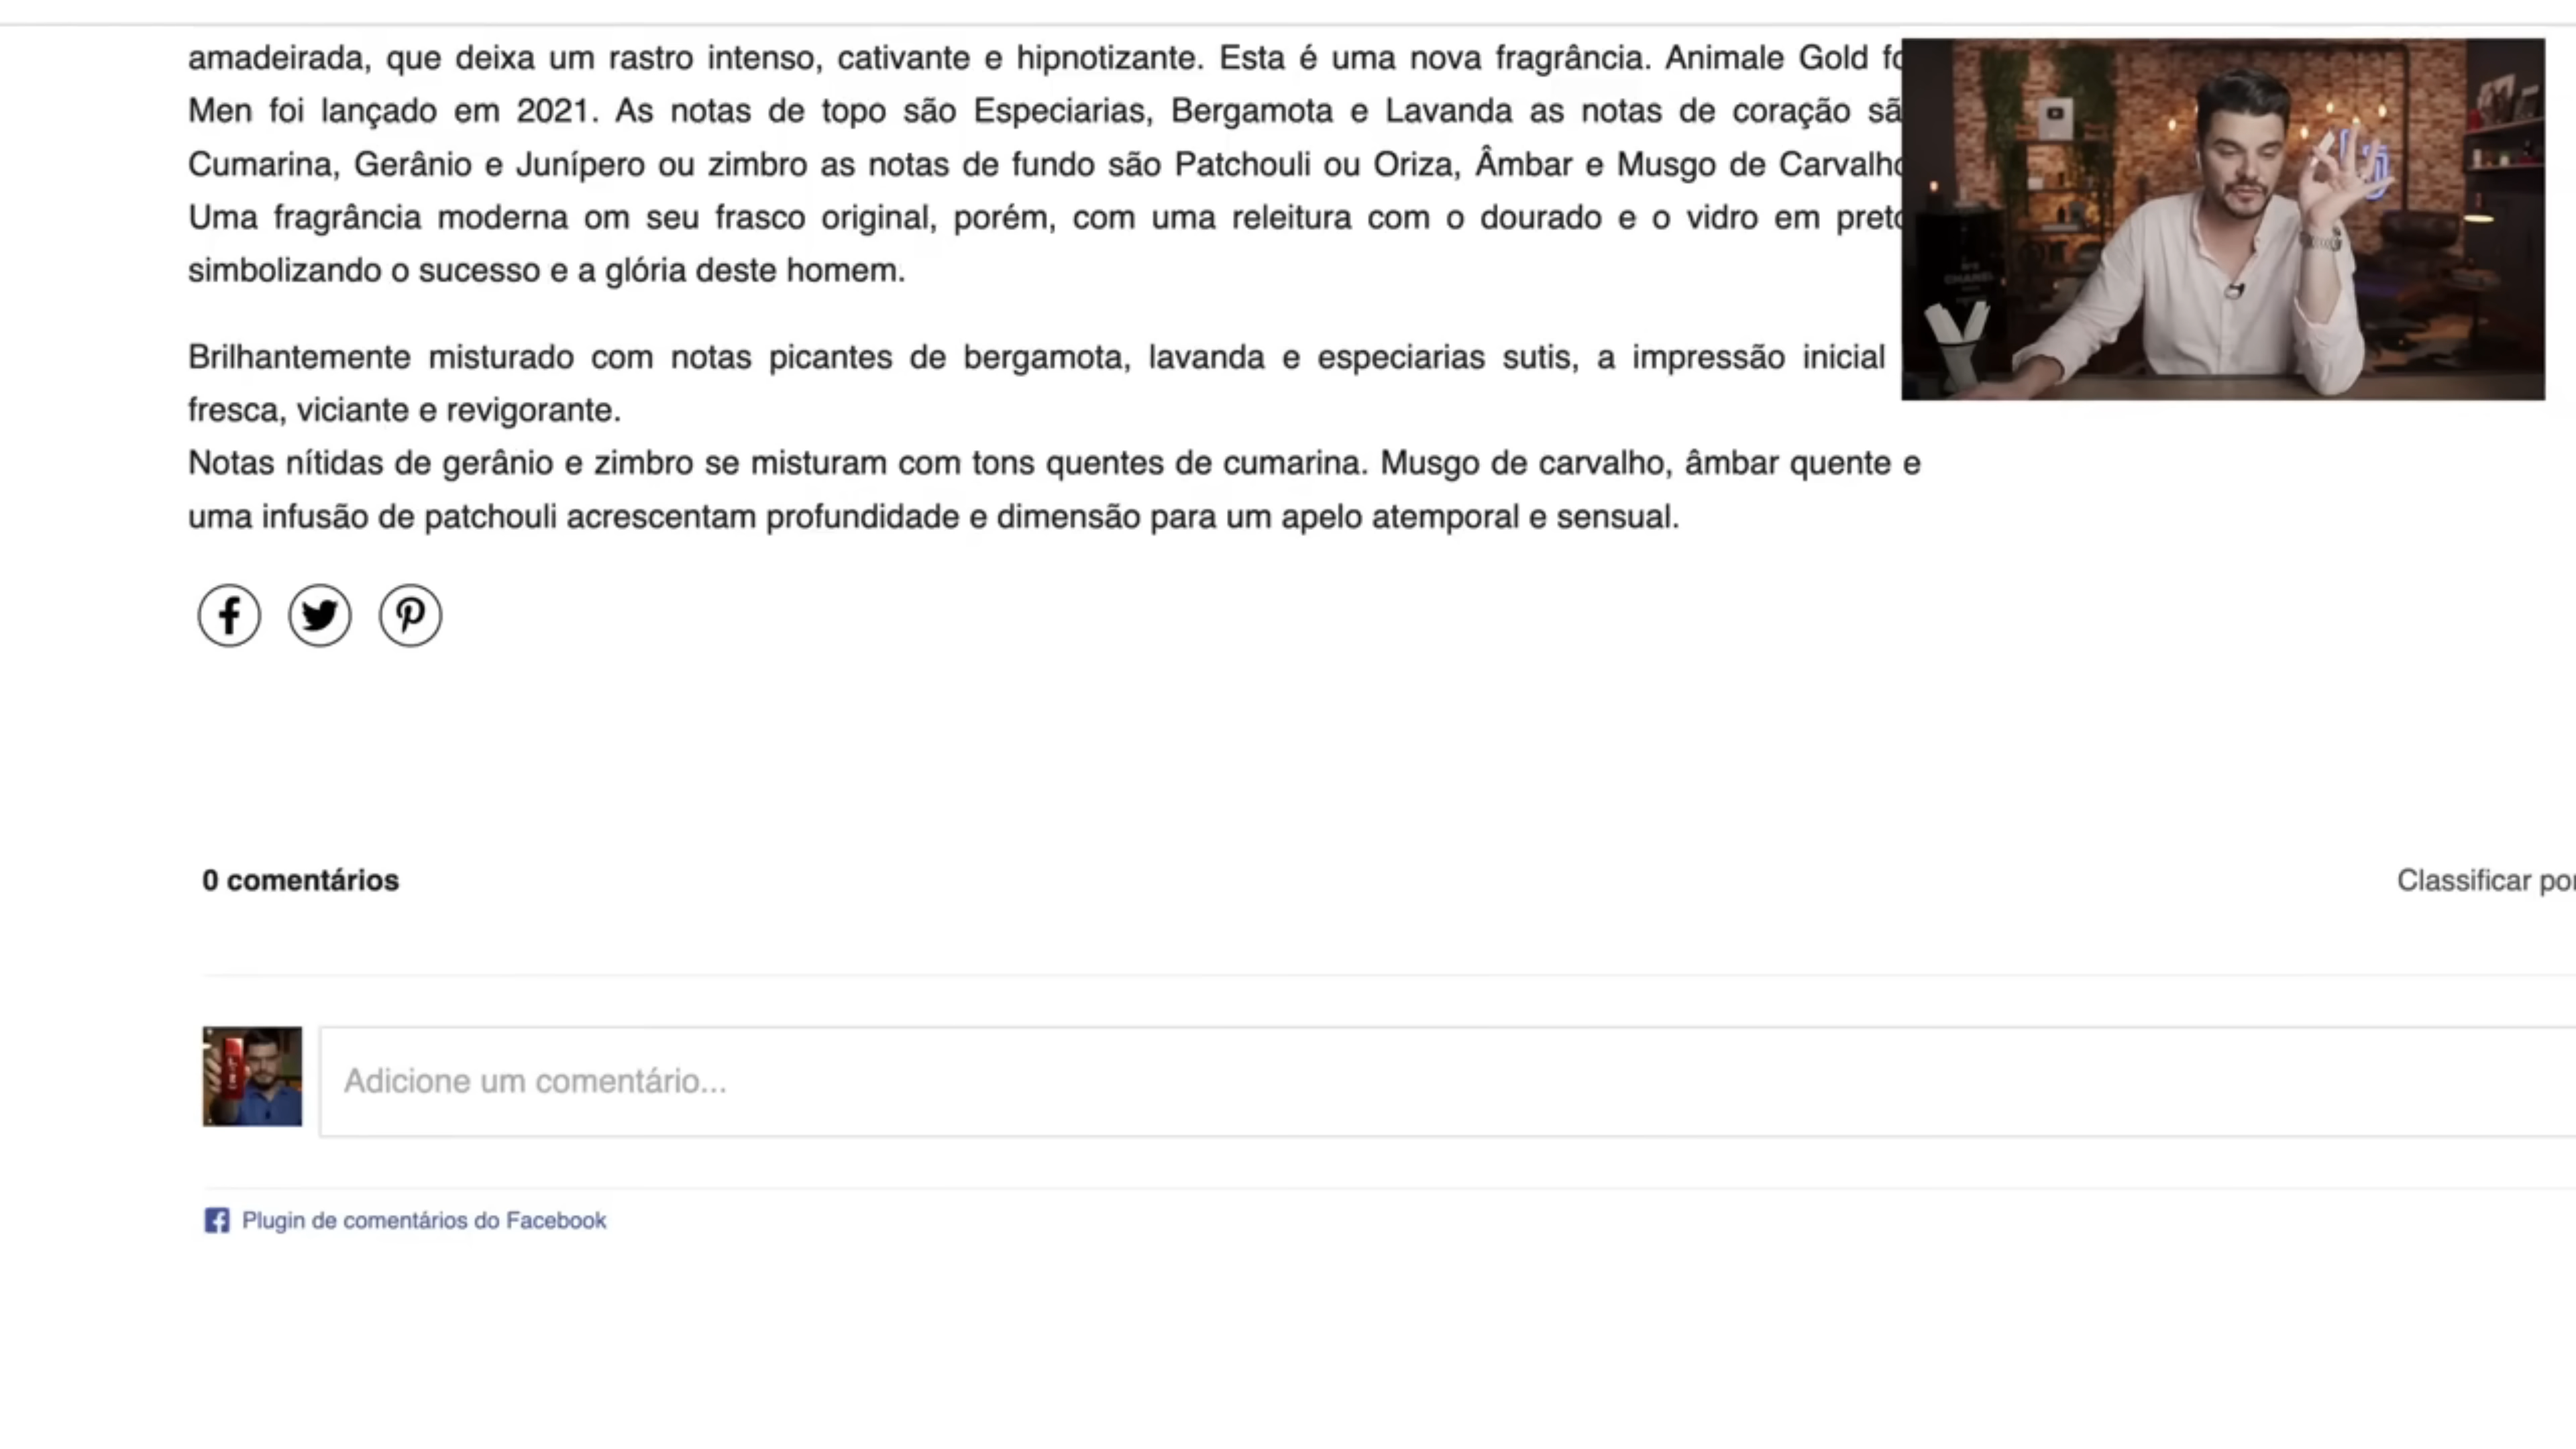 amadeirada, que deixa um rastro intenso, cativante e hipnotizante. Esta é uma nova fragrância. Animale Gold fo
Men foi lançado em 2021. As notas de topo são Especiarias, Bergamota e Lavanda as notas de coração sã
Cumarina, Gerânio e Junípero ou zimbro as notas de fundo são Patchouli ou Oriza, Âmbar e Musgo de Carvalho
Uma fragrância moderna om seu frasco original, porém, com uma releitura com o dourado e o vidro em preto
simbolizando o sucesso e a glória deste homem.
Brilhantemente misturado com notas picantes de bergamota, lavanda e especiarias sutis, a impressão inicial
fresca, viciante e revigorante.
Notas nítidas de gerânio e zimbro se misturam com tons quentes de cumarina. Musgo de carvalho, âmbar quente e
uma infusão de patchouli acrescentam profundidade e dimensão para um apelo atemporal e sensual.
CHANEL
0 comentários
Classificar por
Adicione um comentário...
Plugin de comentários do Facebook